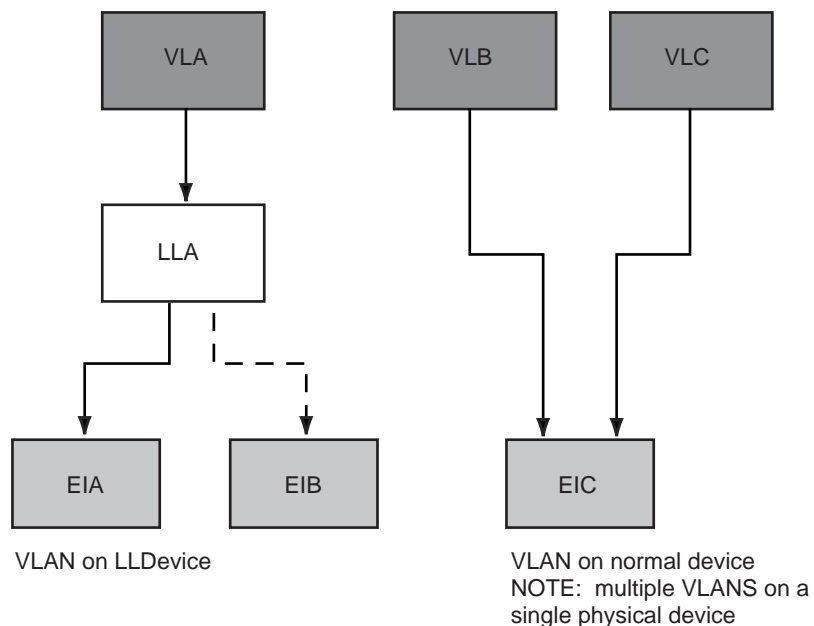 VLA
VLB
VLC
LLA
EIA
EIB
EIC
VLAN on LLDevice
VLAN on normal device
NOTE: multiple VLANS on a
single physical device